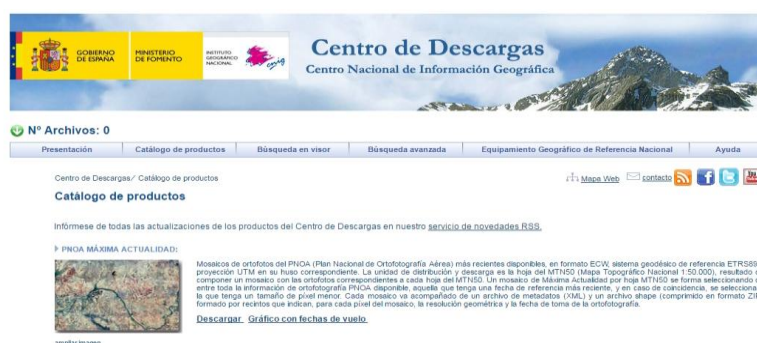 GOBIERNO DE ESPAÑA
MINISTERIO DE FOMENTO
INSTITUTO GEOGRÁFICO NACIONAL
cnig
Centro de Descargas
Centro Nacional de Información Geográfica
Nº Archivos: 0
Presentación Catálogo de productos Búsqueda en visor Búsqueda avanzada Equipamiento Geográfico de Referencia Nacional Ayuda
Centro de Descargas/ Catálogo de productos
Mapa Web contacto
Catálogo de productos
Infórmese de todas las actualizaciones de los productos del Centro de Descargas en nuestro servicio de novedades RSS.
PNOA MÁXIMA ACTUALIDAD:
Mosaicos de ortofotos del PNOA (Plan Nacional de Ortofotografía Aérea) más recientes disponibles, en formato ECW, sistema geodésico de referencia ETRS89
proyección UTM en su huso correspondiente. La unidad de distribución y descarga es la hoja del MTN50 (Mapa Topográfico Nacional 1:50.000), resultado
componer un mosaico con las ortofotos correspondientes a cada hoja del MTN50. Un mosaico de Máxima Actualidad por hoja MTN50 se forma seleccionando
entre toda la información de ortofotografía PNOA disponible, aquella que tenga una fecha de referencia más reciente, y en caso de coincidencia, se selecciona
la que tenga un tamaño de píxel menor. Cada mosaico va acompañado de un archivo de metadatos (XML) y un archivo shape (comprimido en formato ZIP
formado por recintos que indican, para cada píxel del mosaico, la resolución geométrica y la fecha de toma de la ortofotografía.
Descargar Gráfico con fechas de vuelo
ampliar imagen